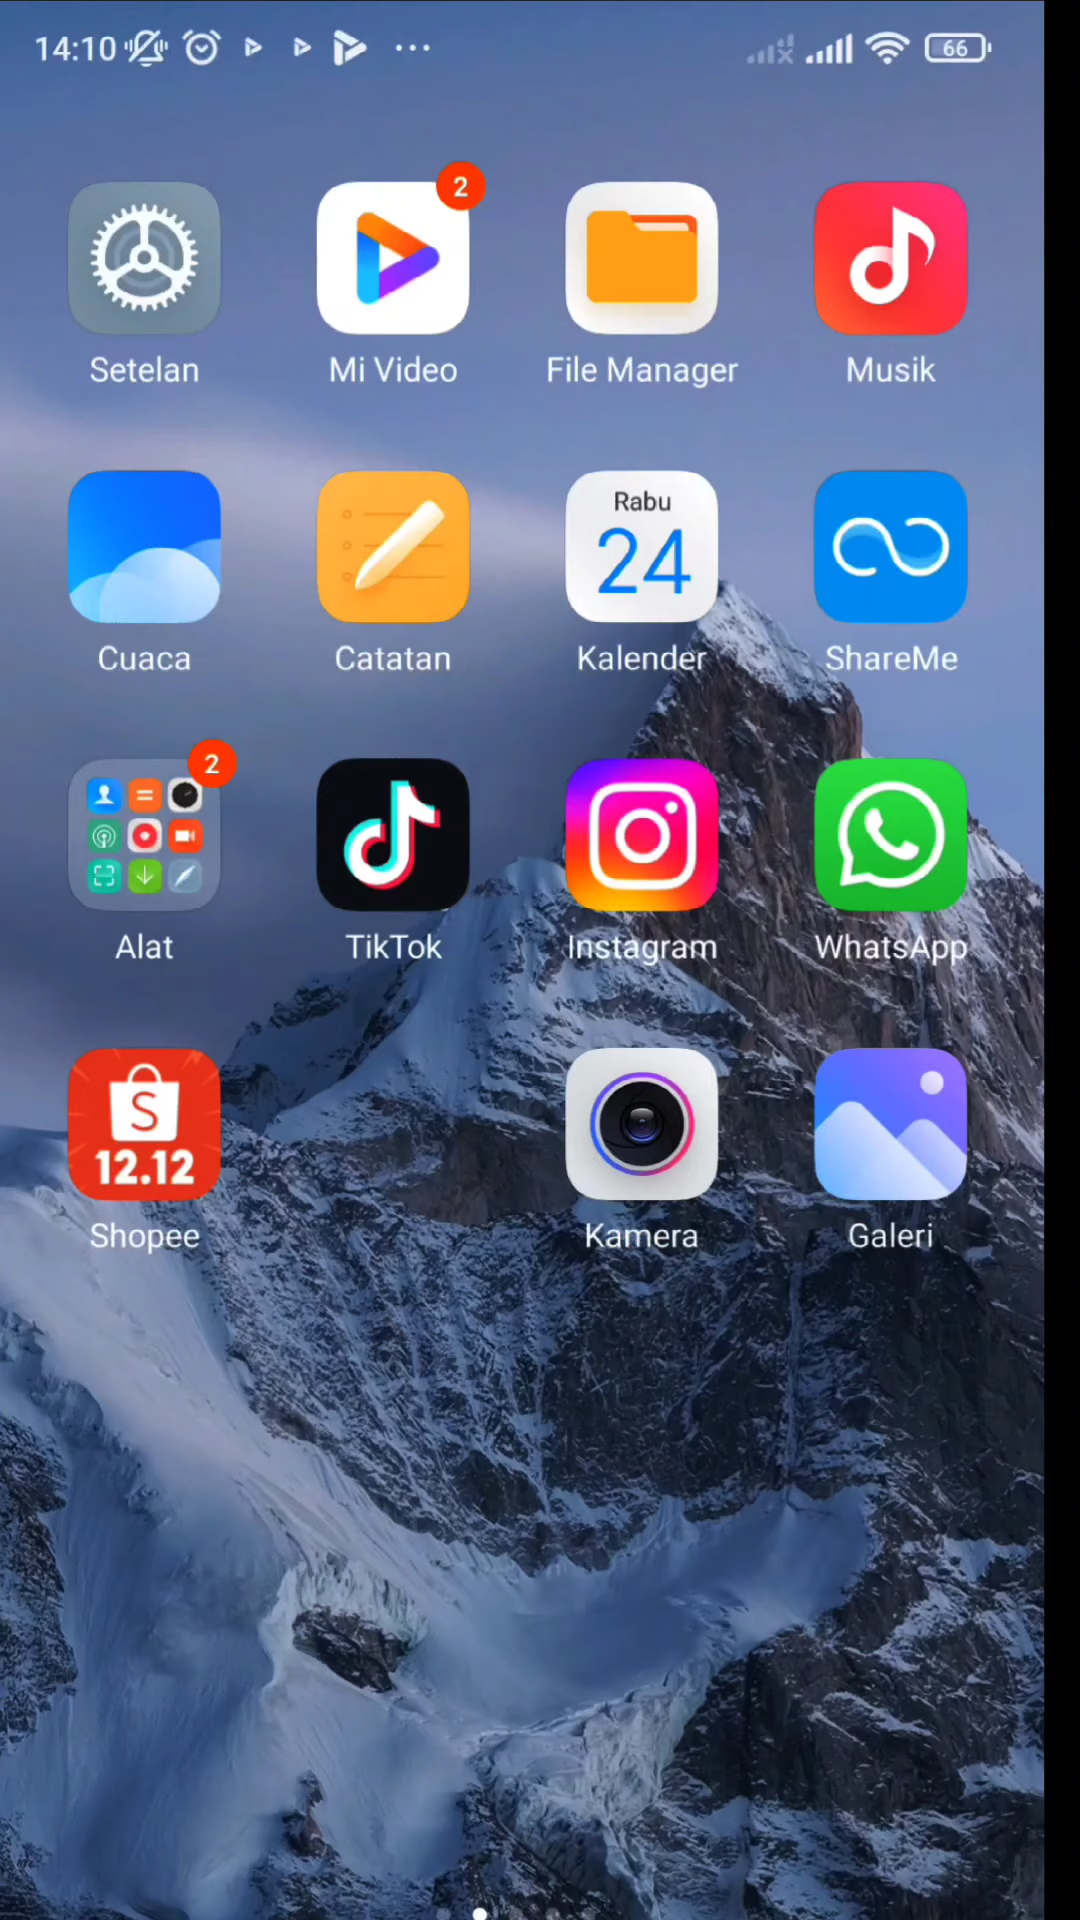 14:10
66
2
Setelan
Mi Video
File Manager
Musik
Rabu
24
Cuaca
Catatan
Kalender
ShareMe
2
Alat
TikTok
Instagram
WhatsApp
S
12.12
Shopee
Kamera
Galeri